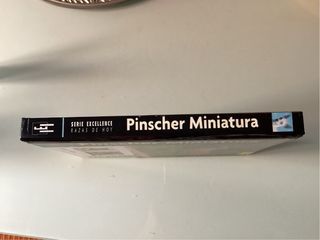 SERIE EXCELLENCE
RAZAS DE HOY
Pinscher Miniatura